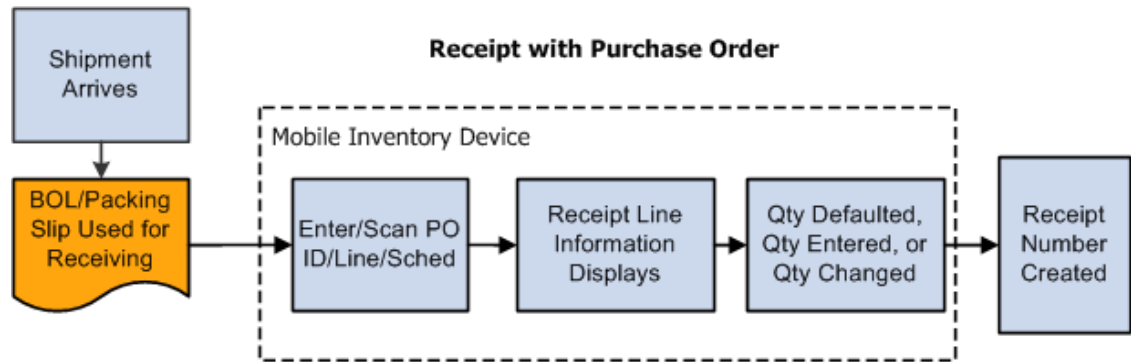 Receipt with Purchase Order
Shipment
Arrives
BOL/Packing
Slip Used for
Receiving
Mobile Inventory Device
Enter/Scan PO
ID/Line/Sched
Receipt Line
Information
Displays
Qty Defaulted,
Qty Entered, or
Qty Changed
Receipt
Number
Created